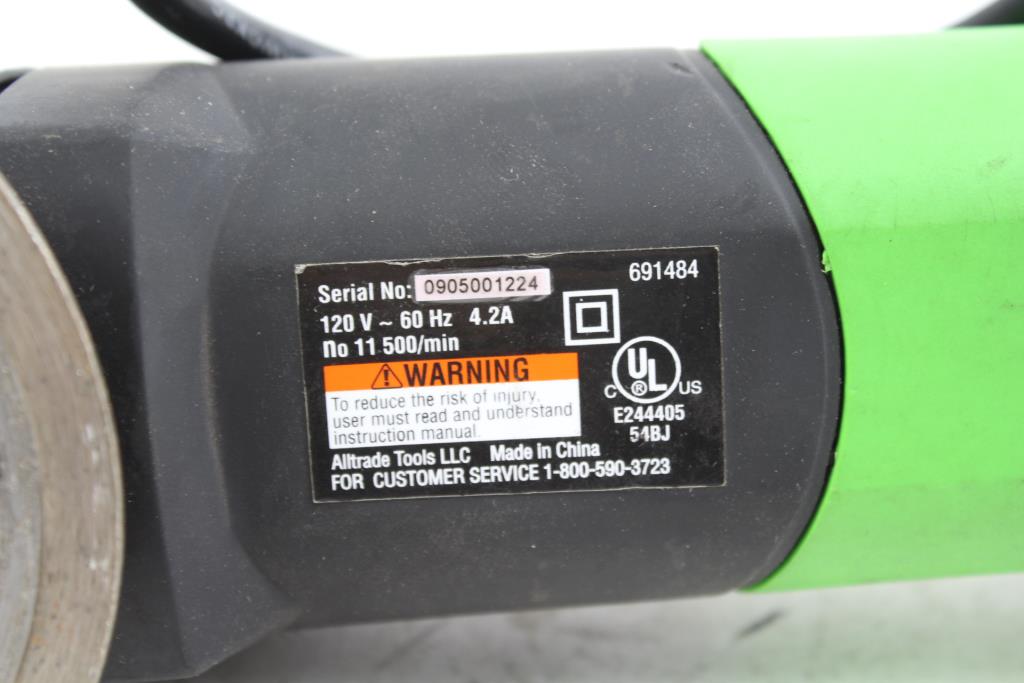 Serial No: 0905001224
691484
120 V ~ 60 Hz 4.2A
no 11 500/min
WARNING
To reduce the risk of injury,
user must read and understand
instruction manual.
C UL ® US
E244405
54BJ
Alltrade Tools LLC Made in China
FOR CUSTOMER SERVICE 1-800-590-3723